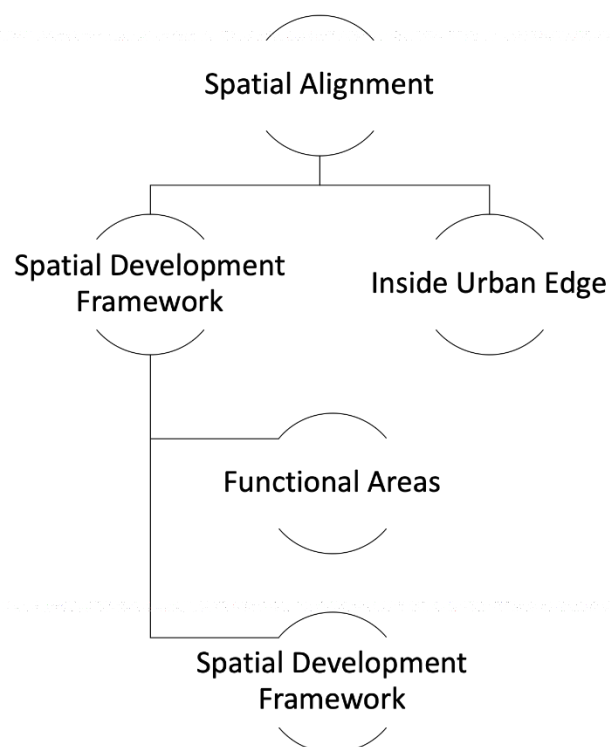 Spatial Alignment
Spatial Development
Framework
Inside Urban Edge
Functional Areas
Spatial Development
Framework